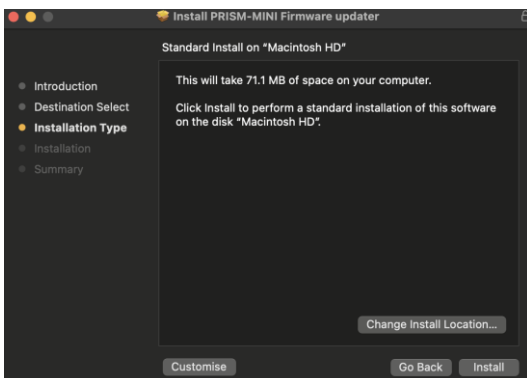 Install PRISM-MINI Firmware updater
Standard Install on "Macintosh HD"
Introduction
Destination Select
Installation Type
Installation
Summary
This will take 71.1 MB of space on your computer.
Click Install to perform a standard installation of this software
on the disk "Macintosh HD".
Change Install Location...
Customise
Go Back
Install